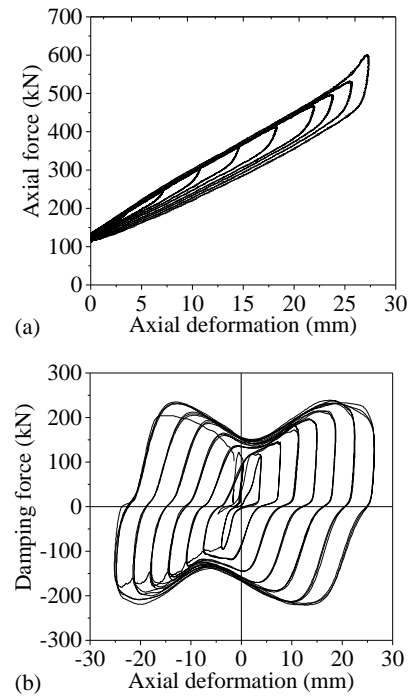 700
600
500
400
300
200
100
0
Axial force (kN)
0 5 10 15 20 25 30
Axial deformation (mm)
(a)
300
200
100
0
-100
-200
-300
Damping force (kN)
-30 -20 -10 0 10 20 30
Axial deformation (mm)
(b)